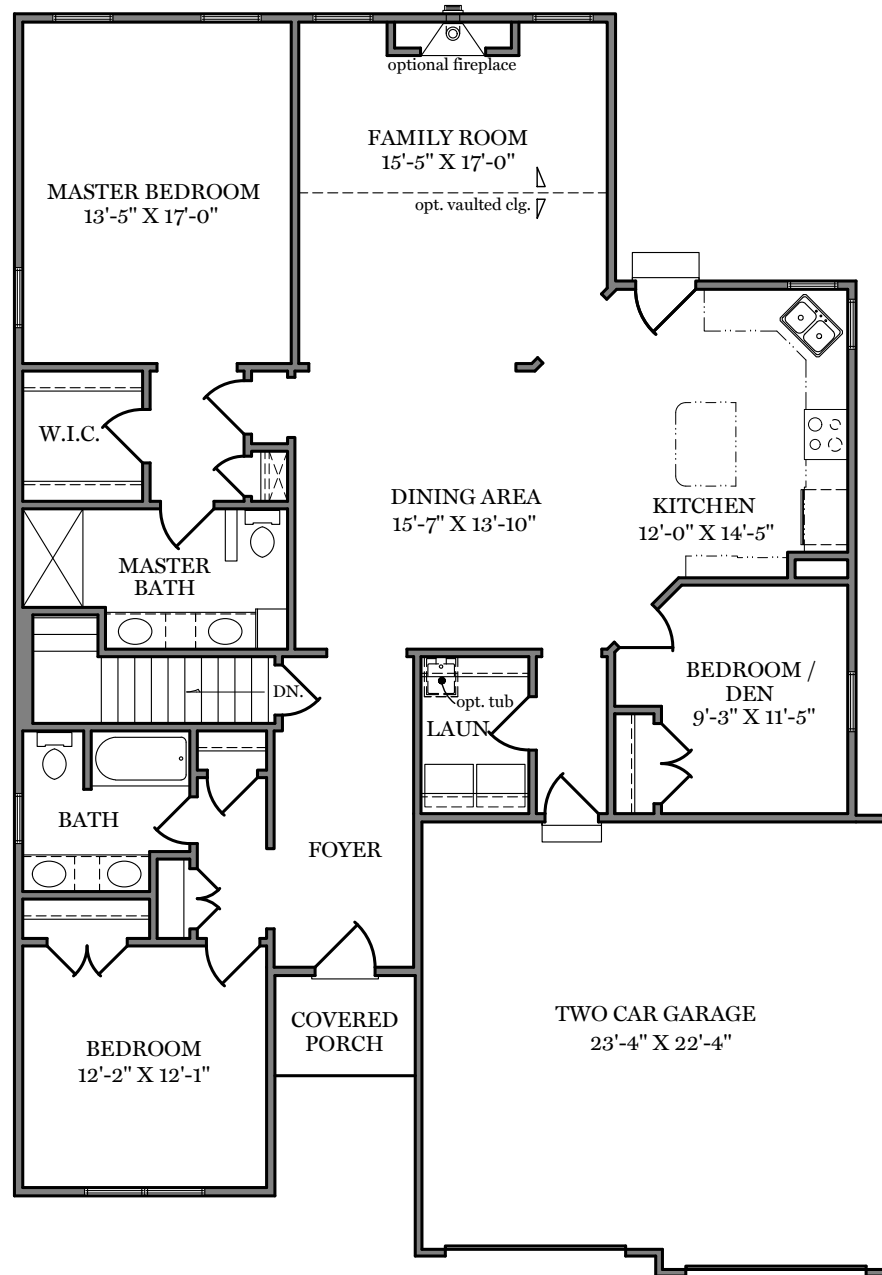 optional fireplace
FAMILY ROOM
15'-5" X 17'-0"
MASTER BEDROOM
13'-5" X 17'-0"
opt. vaulted clg.
W.I.C.
DINING AREA
15'-7" X 13'-10"
KITCHEN
12'-0" X 14'-5"
MASTER
BATH
BEDROOM /
DEN
9'-3" X 11'-5"
DN.
opt. tub
LAUN.
BATH
FOYER
COVERED
PORCH
TWO CAR GARAGE
23'-4" X 22'-4"
BEDROOM
12'-2" X 12'-1"